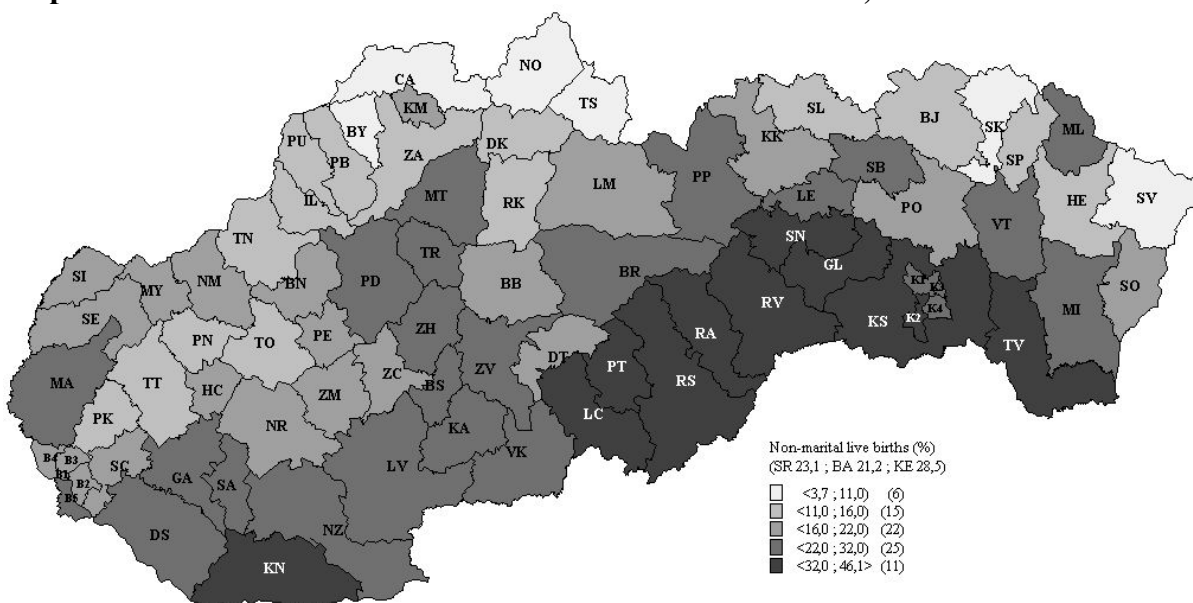 NO
CA
TS
KM
SL
BJ
SK
ML
BY
PU
PB
ZA
DK
KK
SP
SB
LM
PP
MT
RK
IL
LE
PO
HE
SV
VT
TN
SN
TR
GL
SI
MY
NM
BN
PD
BB
BR
SO
K1
K3
RV
SE
K4
KS
K2
MI
PN
TO
PE
ZH
RA
TV
DT
MA
TT
HC
ZM
ZC
BS
ZV
PT
RS
PK
LC
NR
KA
B4
B3
SC
VK
B1
B2
GA
SA
LV
B5
DS
NZ
KN
Non-marital live births (%)
(SR 23,1 ; BA 21,2 ; KE 28,5)
<3,7 ; 11,0) (6)
<11,0 ; 16,0) (15)
<16,0 ; 22,0) (22)
<22,0 ; 32,0) (25)
<32,0 ; 46,1> (11)